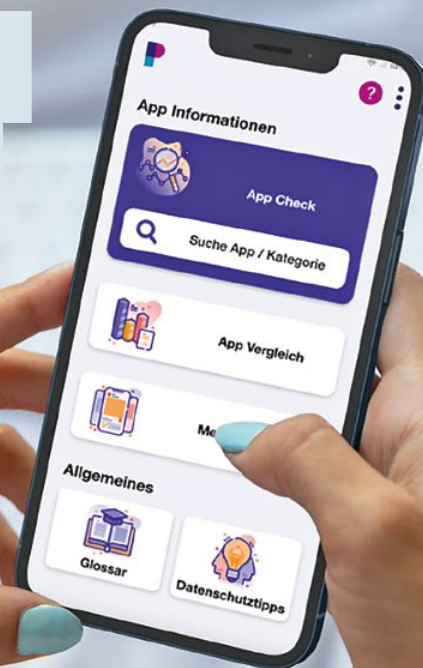 ?
App Informationen
App Check
Suche App / Kategorie
App Vergleich
Allgemeines
Glossar
Datenschutztipps